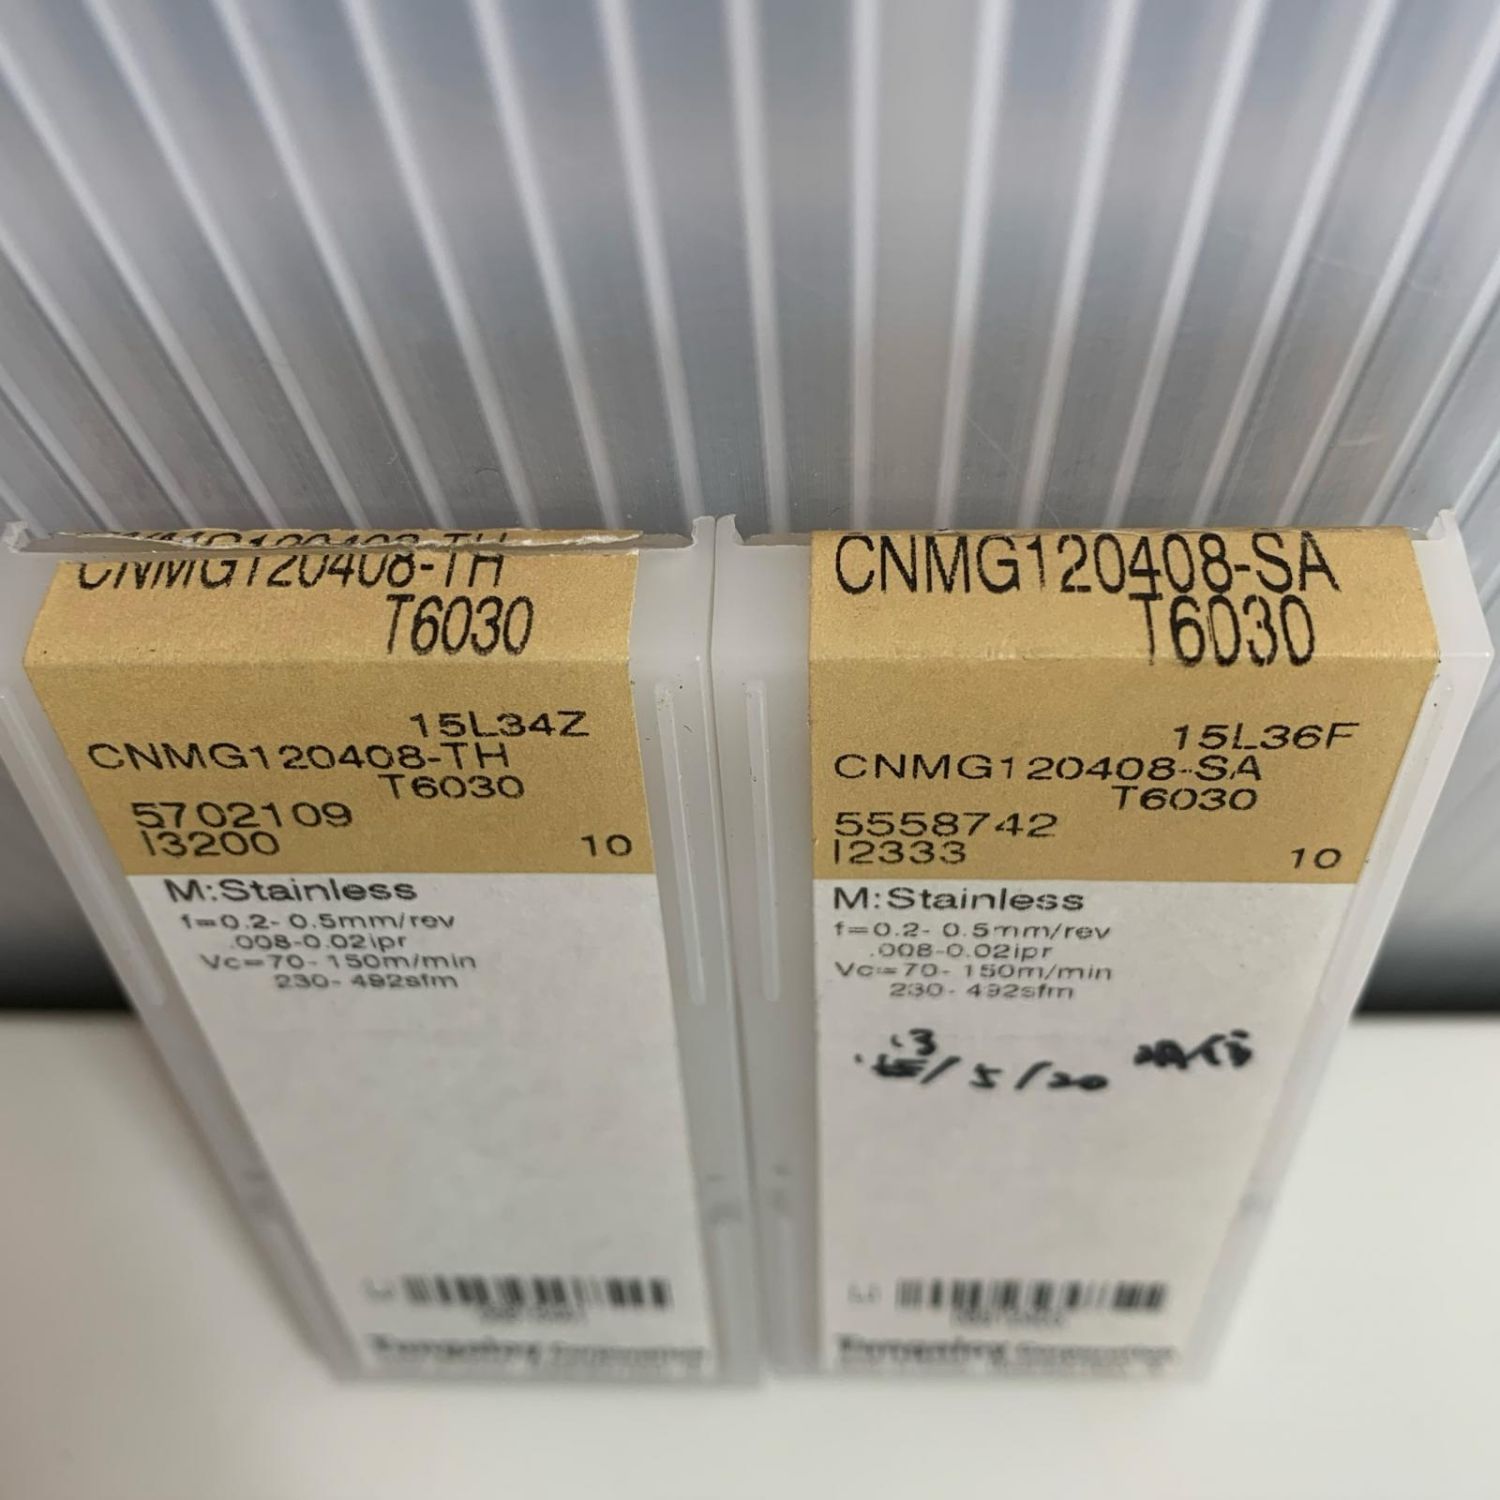 CNMG120408-TH
T6030
15L34Z
CNMG120408-TH
T6030
5702109
I3200 10
M:Stainless
f=0.2- 0.5mm/rev
.008-0.02ipr
Vc=70- 150m/min
230- 492sfm
CNMG120408-SA
T6030
15L36F
CNMG120408-SA
T6030
5558742
I2333 10
M:Stainless
f=0.2- 0.5mm/rev
.008-0.02ipr
Vc=70- 150m/min
230- 492sfm
/ 5 / 20